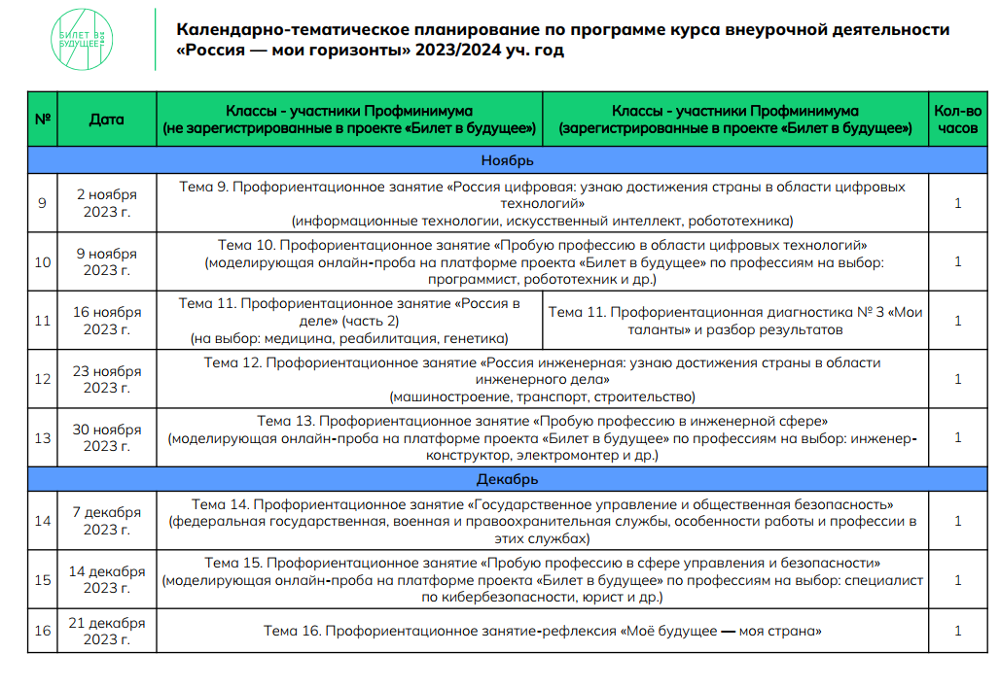 БИЛЕТ В
БУДУЩЕЕ
Календарно-тематическое планирование по программе курса внеурочной деятельности
«Россия — мои горизонты» 2023/2024 уч. год
№
Дата
Классы - участники Профминимума
(не зарегистрированные в проекте «Билет в будущее»)
Классы - участники Профминимума
(зарегистрированные в проекте «Билет в будущее»)
Кол-во
часов
Ноябрь
9
2 ноября
2023 г.
Тема 9. Профориентационное занятие «Россия цифровая: узнаю достижения страны в области цифровых
технологий»
(информационные технологии, искусственный интеллект, робототехника)
1
10
9 ноября
2023 г.
Тема 10. Профориентационное занятие «Пробую профессию в области цифровых технологий»
(моделирующая онлайн-проба на платформе проекта «Билет в будущее» по профессиям на выбор:
программист, робототехник и др.)
1
11
16 ноября
2023 г.
Тема 11. Профориентационное занятие «Россия в
деле» (часть 2)
(на выбор: медицина, реабилитация, генетика)
Тема 11. Профориентационная диагностика № 3 «Мои
таланты» и разбор результатов
1
12
23 ноября
2023 г.
Тема 12. Профориентационное занятие «Россия инженерная: узнаю достижения страны в области
инженерного дела»
(машиностроение, транспорт, строительство)
1
13
30 ноября
2023 г.
Тема 13. Профориентационное занятие «Пробую профессию в инженерной сфере»
(моделирующая онлайн-проба на платформе проекта «Билет в будущее» по профессиям на выбор: инженер-
конструктор, электромонтер и др.)
1
Декабрь
14
7 декабря
2023 г.
Тема 14. Профориентационное занятие «Государственное управление и общественная безопасность»
(федеральная государственная, военная и правоохранительная службы, особенности работы и профессии в
этих службах)
1
15
14 декабря
2023 г.
Тема 15. Профориентационное занятие «Пробую профессию в сфере управления и безопасности»
(моделирующая онлайн-проба на платформе проекта «Билет в будущее» по профессиям на выбор: специалист
по кибербезопасности, юрист и др.)
1
16
21 декабря
2023 г.
Тема 16. Профориентационное занятие-рефлексия «Моё будущее — моя страна»
1